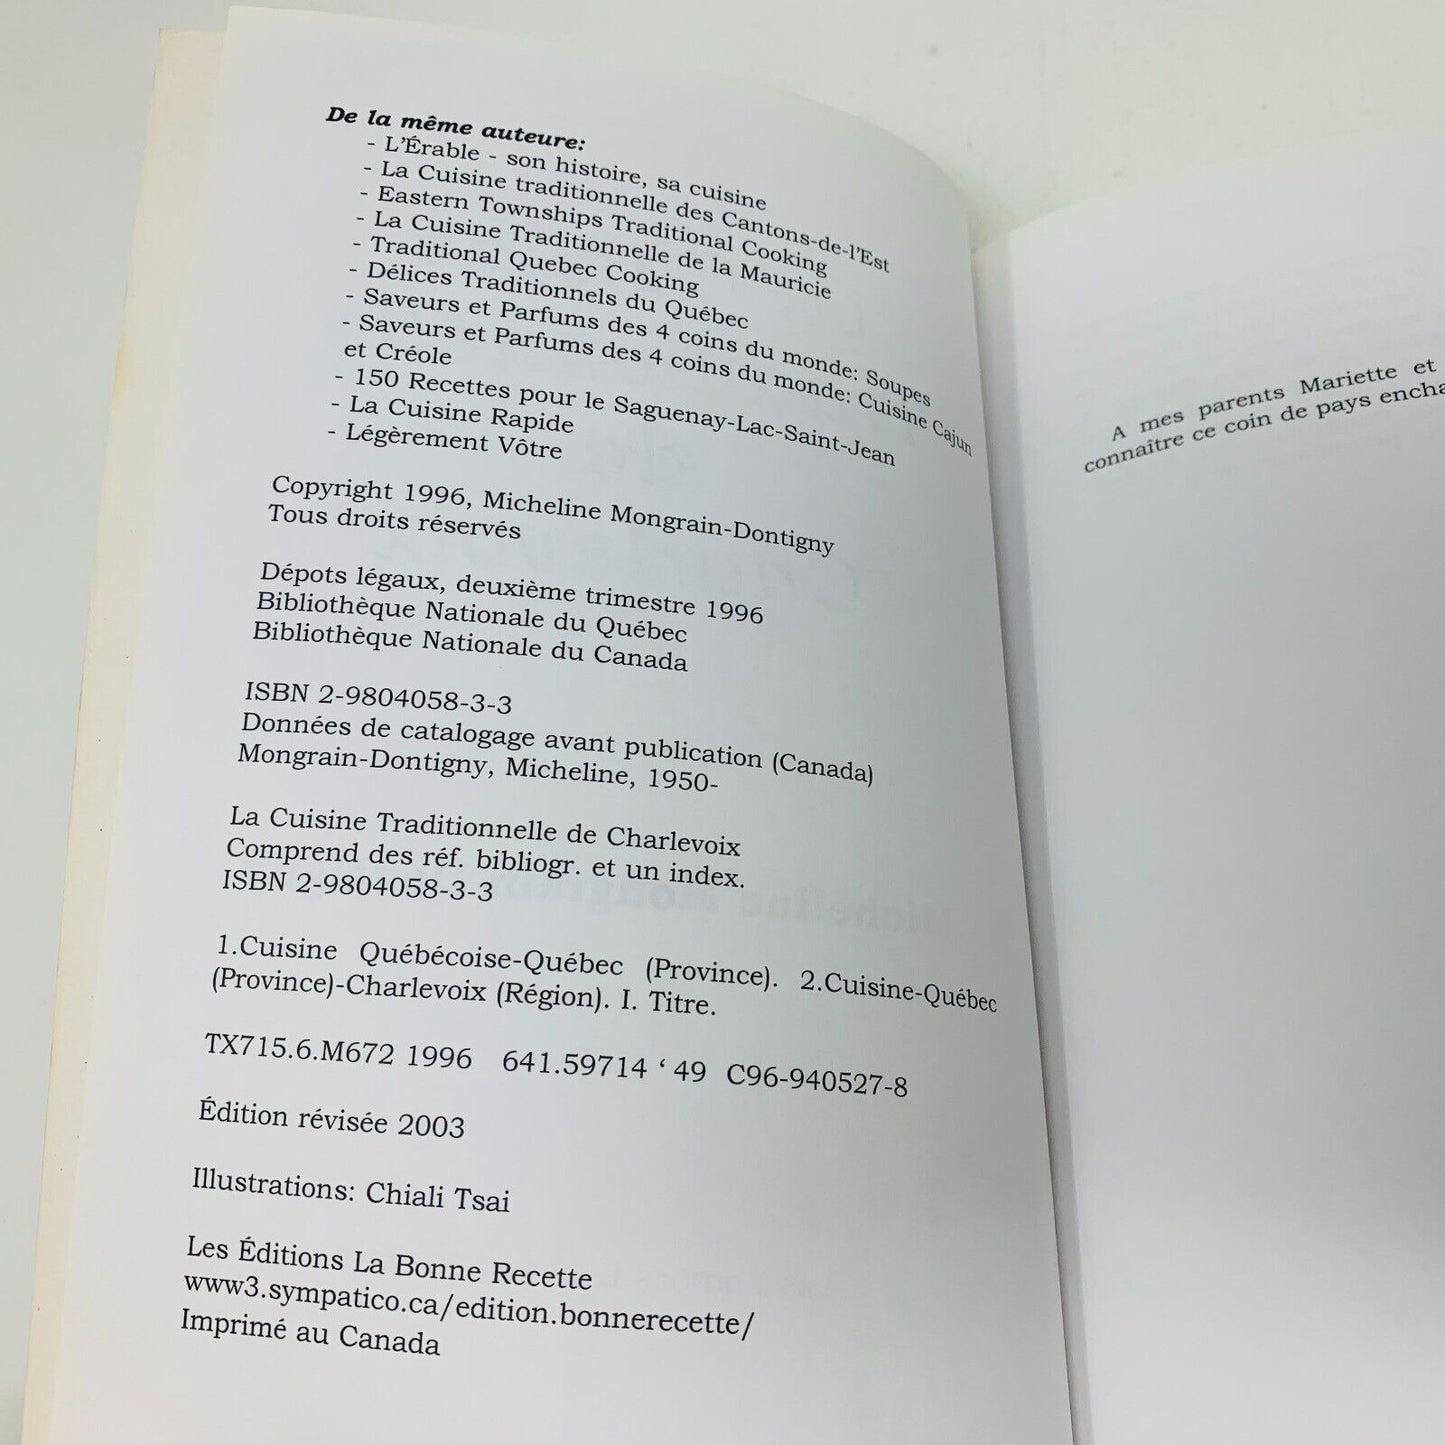 De la même auteure:
- L'Érable - son histoire, sa cuisine
- La Cuisine traditionnelle des Cantons-de-l'Est
- Eastern Townships Traditional Cooking
- La Cuisine Traditionnelle de la Mauricie
- Traditional Quebec Cooking
- Délices Traditionnels du Québec
- Saveurs et Parfums des 4 coins du monde: Soupes
- Saveurs et Parfums des 4 coins du monde: Cuisine Cajun
et Créole
- 150 Recettes pour le Saguenay-Lac-Saint-Jean
- La Cuisine Rapide
- Légèrement Vôtre
Copyright 1996, Micheline Mongrain-Dontigny
Tous droits réservés
Dépots légaux, deuxième trimestre 1996
Bibliothèque Nationale du Québec
Bibliothèque Nationale du Canada
ISBN 2-9804058-3-3
Données de catalogage avant publication (Canada)
Mongrain-Dontigny, Micheline, 1950-
La Cuisine Traditionnelle de Charlevoix
Comprend des réf. bibliogr. et un index.
ISBN 2-9804058-3-3
1.Cuisine Québécoise-Québec (Province). 2.Cuisine-Québec
(Province)-Charlevoix (Région). I. Titre.
TX715.6.M672 1996 641.59714 ‘ 49 C96-940527-8
Édition révisée 2003
Illustrations: Chiali Tsai
Les Éditions La Bonne Recette
www3.sympatico.ca/edition.bonnerecette/
Imprimé au Canada
A mes parents Mariette et
connaître ce coin de pays